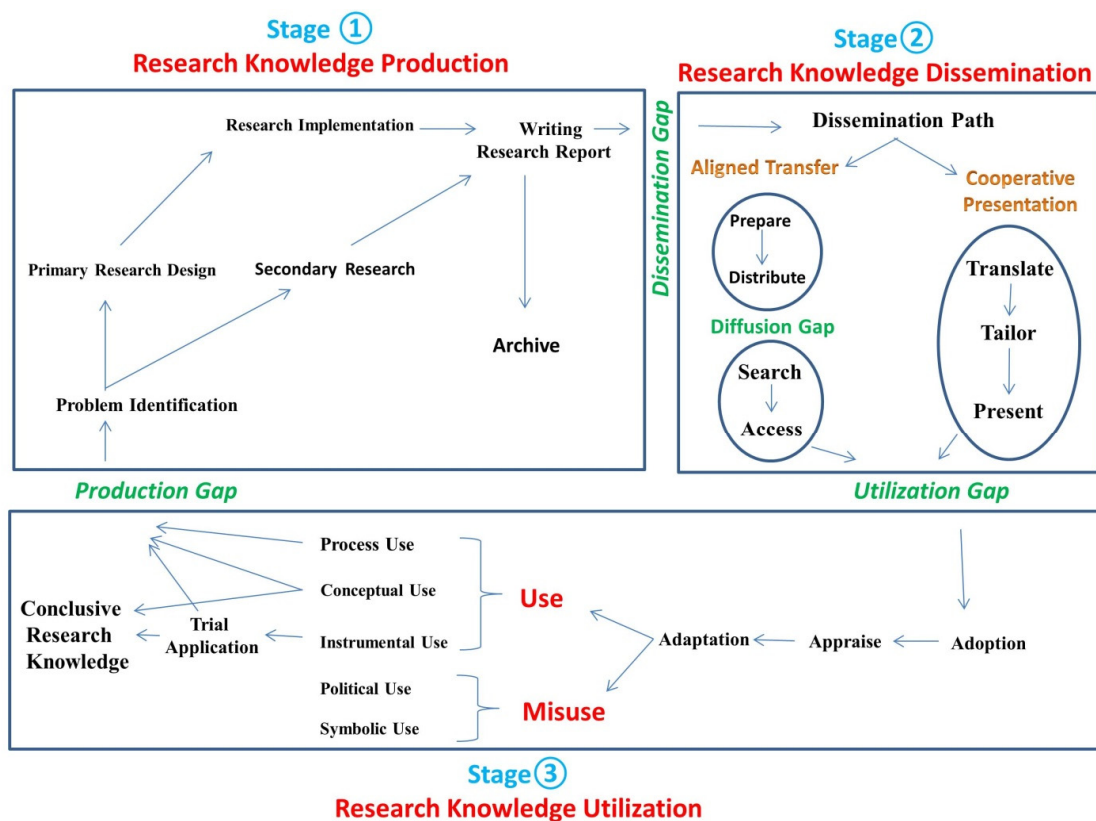 Stage ①
Research Knowledge Production
Research Implementation
Writing
Research Report
Primary Research Design
Secondary Research
Archive
Problem Identification
Dissemination Gap
Stage ②
Research Knowledge Dissemination
Dissemination Path
Aligned Transfer
Cooperative
Presentation
Prepare
Distribute
Diffusion Gap
Search
Access
Translate
Tailor
Present
Production Gap
Utilization Gap
Process Use
Conceptual Use
Instrumental Use
Use
Conclusive
Research
Knowledge
Trial
Application
Adaptation
Appraise
Adoption
Political Use
Symbolic Use
Misuse
Stage ③
Research Knowledge Utilization